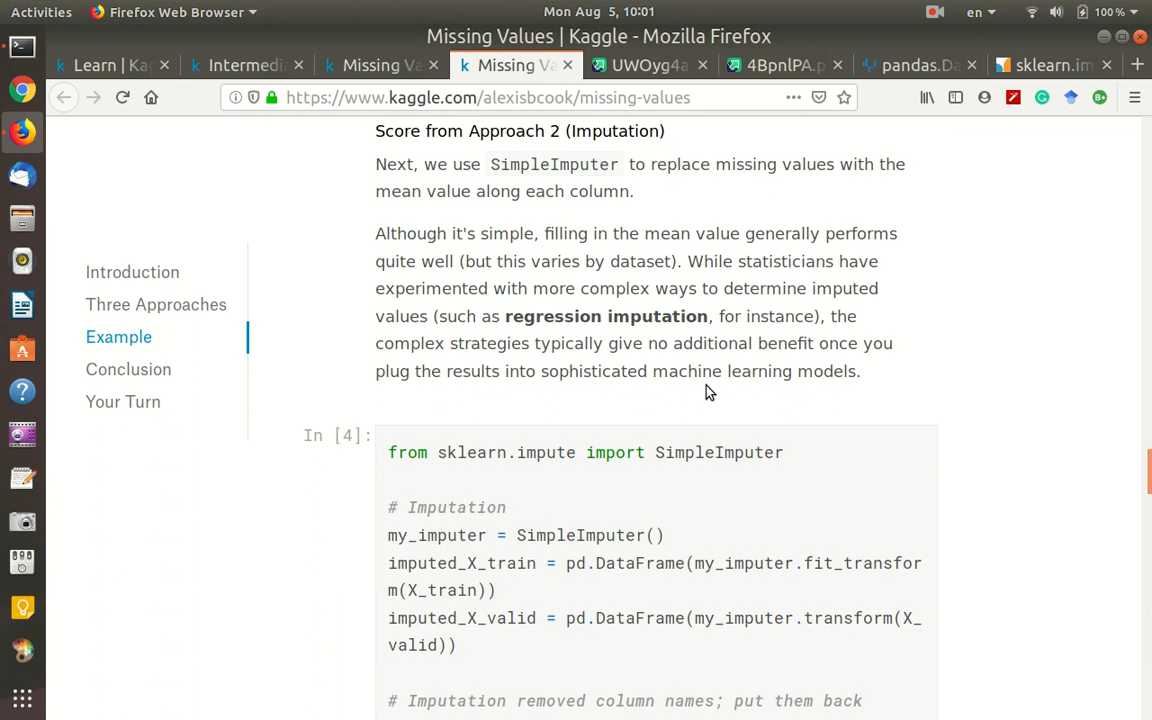 Activities Firefox Web Browser Mon Aug 5, 10:01 en 100%
Missing Values | Kaggle - Mozilla Firefox
Learn | Ka Intermedi Missing Va Missing Va UWOyg4a 4BpnlPA.p pandas.Da sklearn.im
https://www.kaggle.com/alexisbcook/missing-values
Score from Approach 2 (Imputation)
Next, we use SimpleImputer to replace missing values with the
mean value along each column.
Although it's simple, filling in the mean value generally performs
quite well (but this varies by dataset). While statisticians have
experimented with more complex ways to determine imputed
values (such as regression imputation, for instance), the
complex strategies typically give no additional benefit once you
plug the results into sophisticated machine learning models.
Introduction
Three Approaches
Example
Conclusion
Your Turn
In [4]:
from sklearn.impute import SimpleImputer
# Imputation
my_imputer = SimpleImputer()
imputed_X_train = pd.DataFrame(my_imputer.fit_transfor
m(X_train))
imputed_X_valid = pd.DataFrame(my_imputer.transform(X_
valid))
# Imputation removed column names; put them back